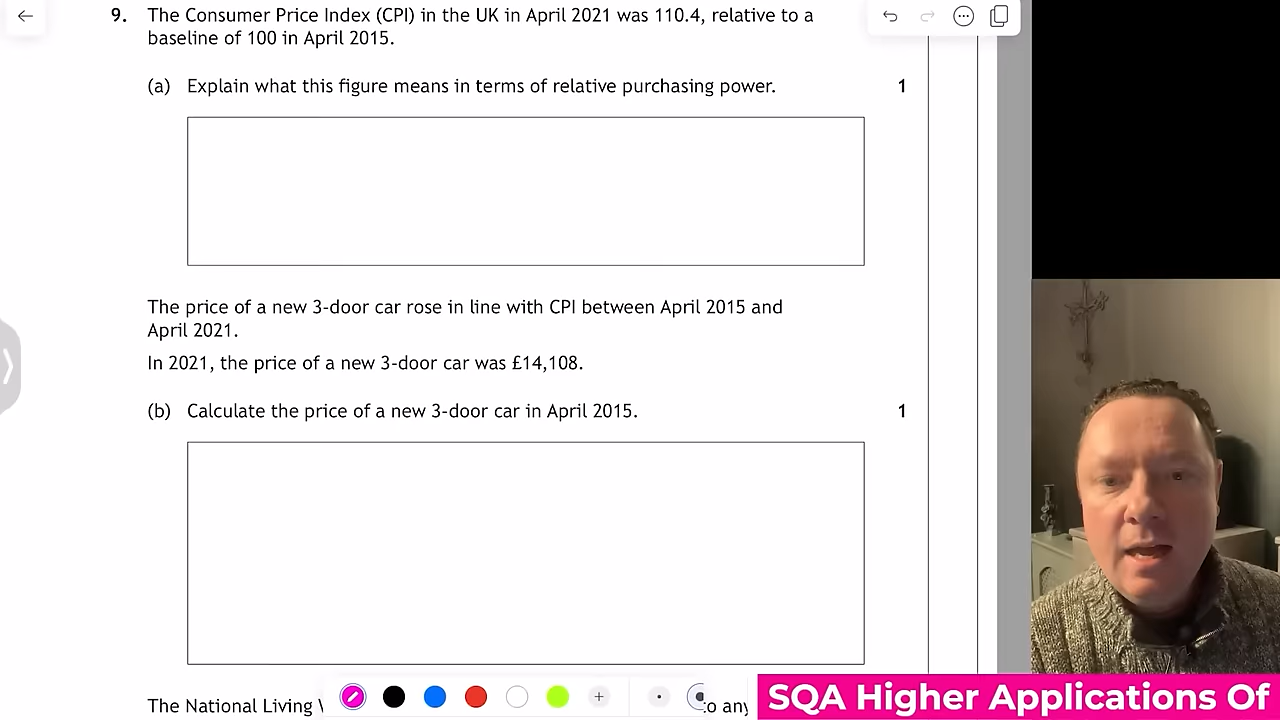 9. The Consumer Price Index (CPI) in the UK in April 2021 was 110.4, relative to a
baseline of 100 in April 2015.
(a) Explain what this figure means in terms of relative purchasing power. 1
The price of a new 3-door car rose in line with CPI between April 2015 and
April 2021.
In 2021, the price of a new 3-door car was £14,108.
(b) Calculate the price of a new 3-door car in April 2015. 1
The National Living to any
SQA Higher Applications Of